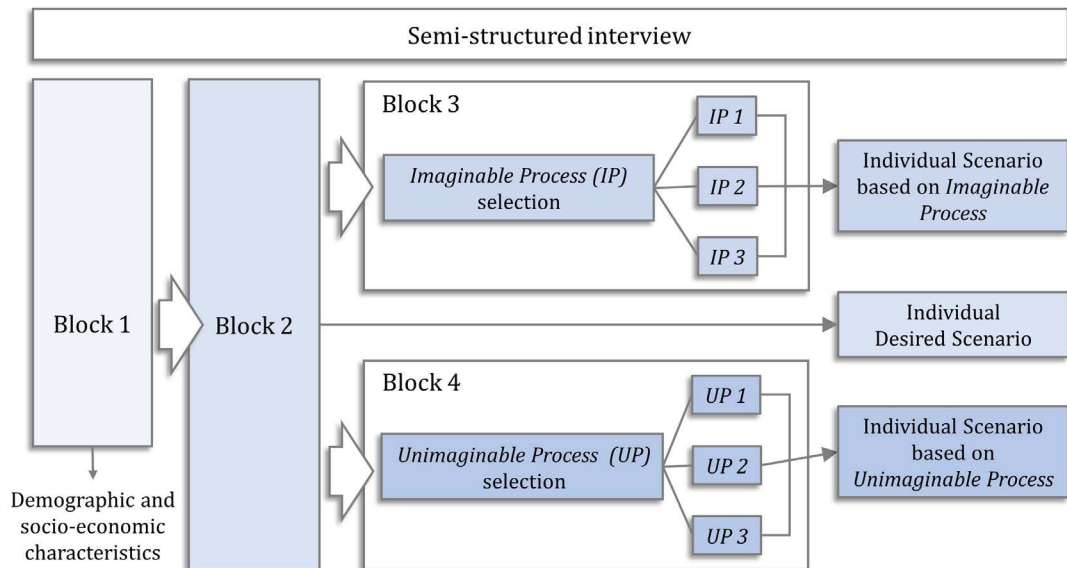 Semi-structured interview
Block 1
Demographic and
socio-economic
characteristics
Block 2
Block 3
Imaginable Process (IP)
selection
IP 1
IP 2
IP 3
Individual Scenario
based on Imaginable
Process
Individual
Desired Scenario
Block 4
Unimaginable Process (UP)
selection
UP 1
UP 2
UP 3
Individual Scenario
based on
Unimaginable Process